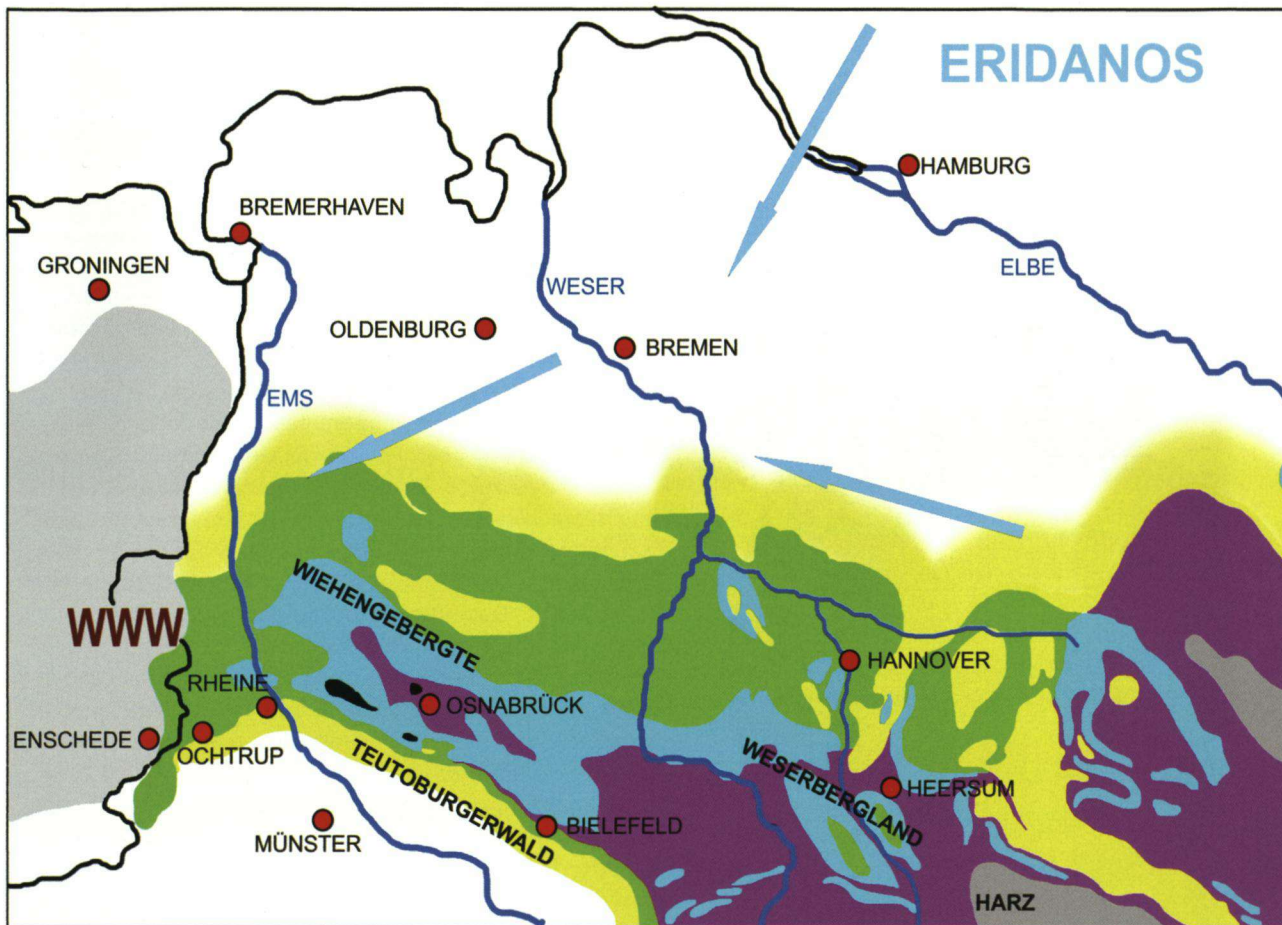 ERIDANOS
HAMBURG
BREMERHAVEN
GRONINGEN
ELBE
WESER
OLDENBURG
BREMEN
EMS
WIEHENGEBERGTE
WWW
HANNOVER
RHEINE
OSNABRÜCK
ENSCHEDE
OCHTRUP
TEUTOBURGERWALD
WESERBERGLAND
HEERSUM
MÜNSTER
BIELEFELD
HARZ